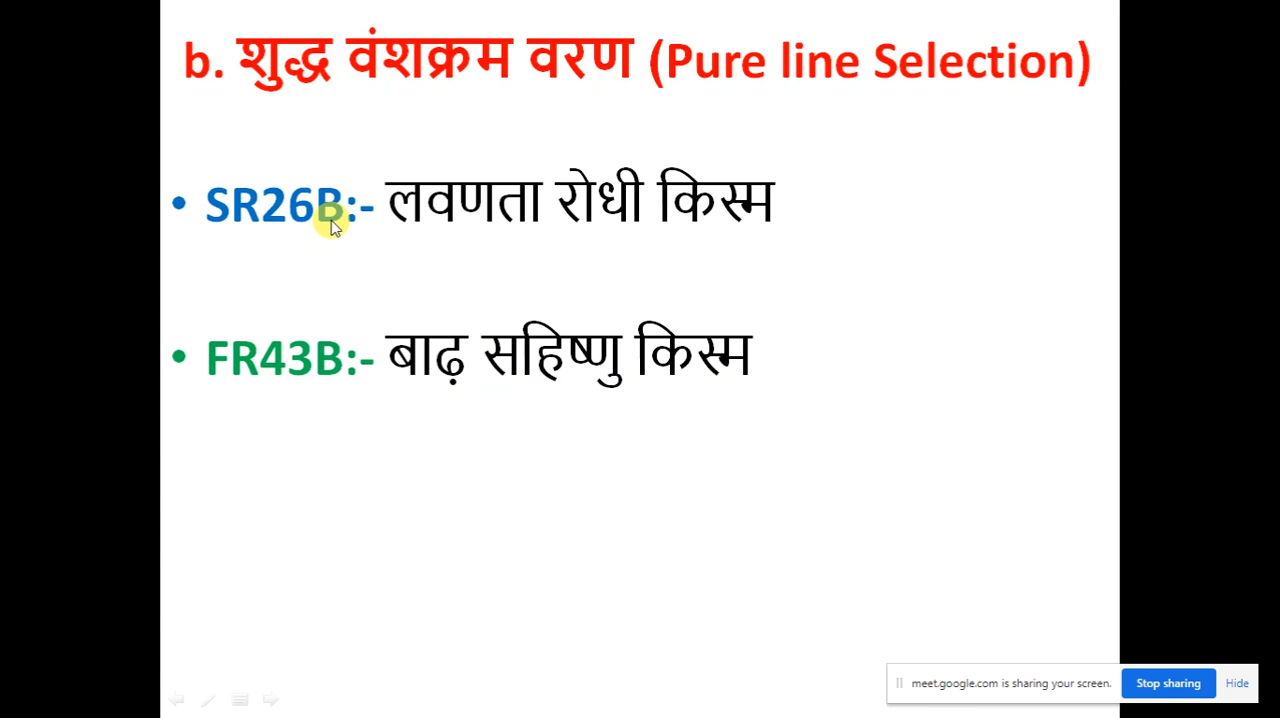 b. शुद्ध वंशक्रम वरण (Pure line Selection)
• SR26B:- लवणता रोधी किस्म
• FR43B:- बाढ़ सहिष्णु किस्म
meet.google.com is sharing your screen. Stop sharing Hide